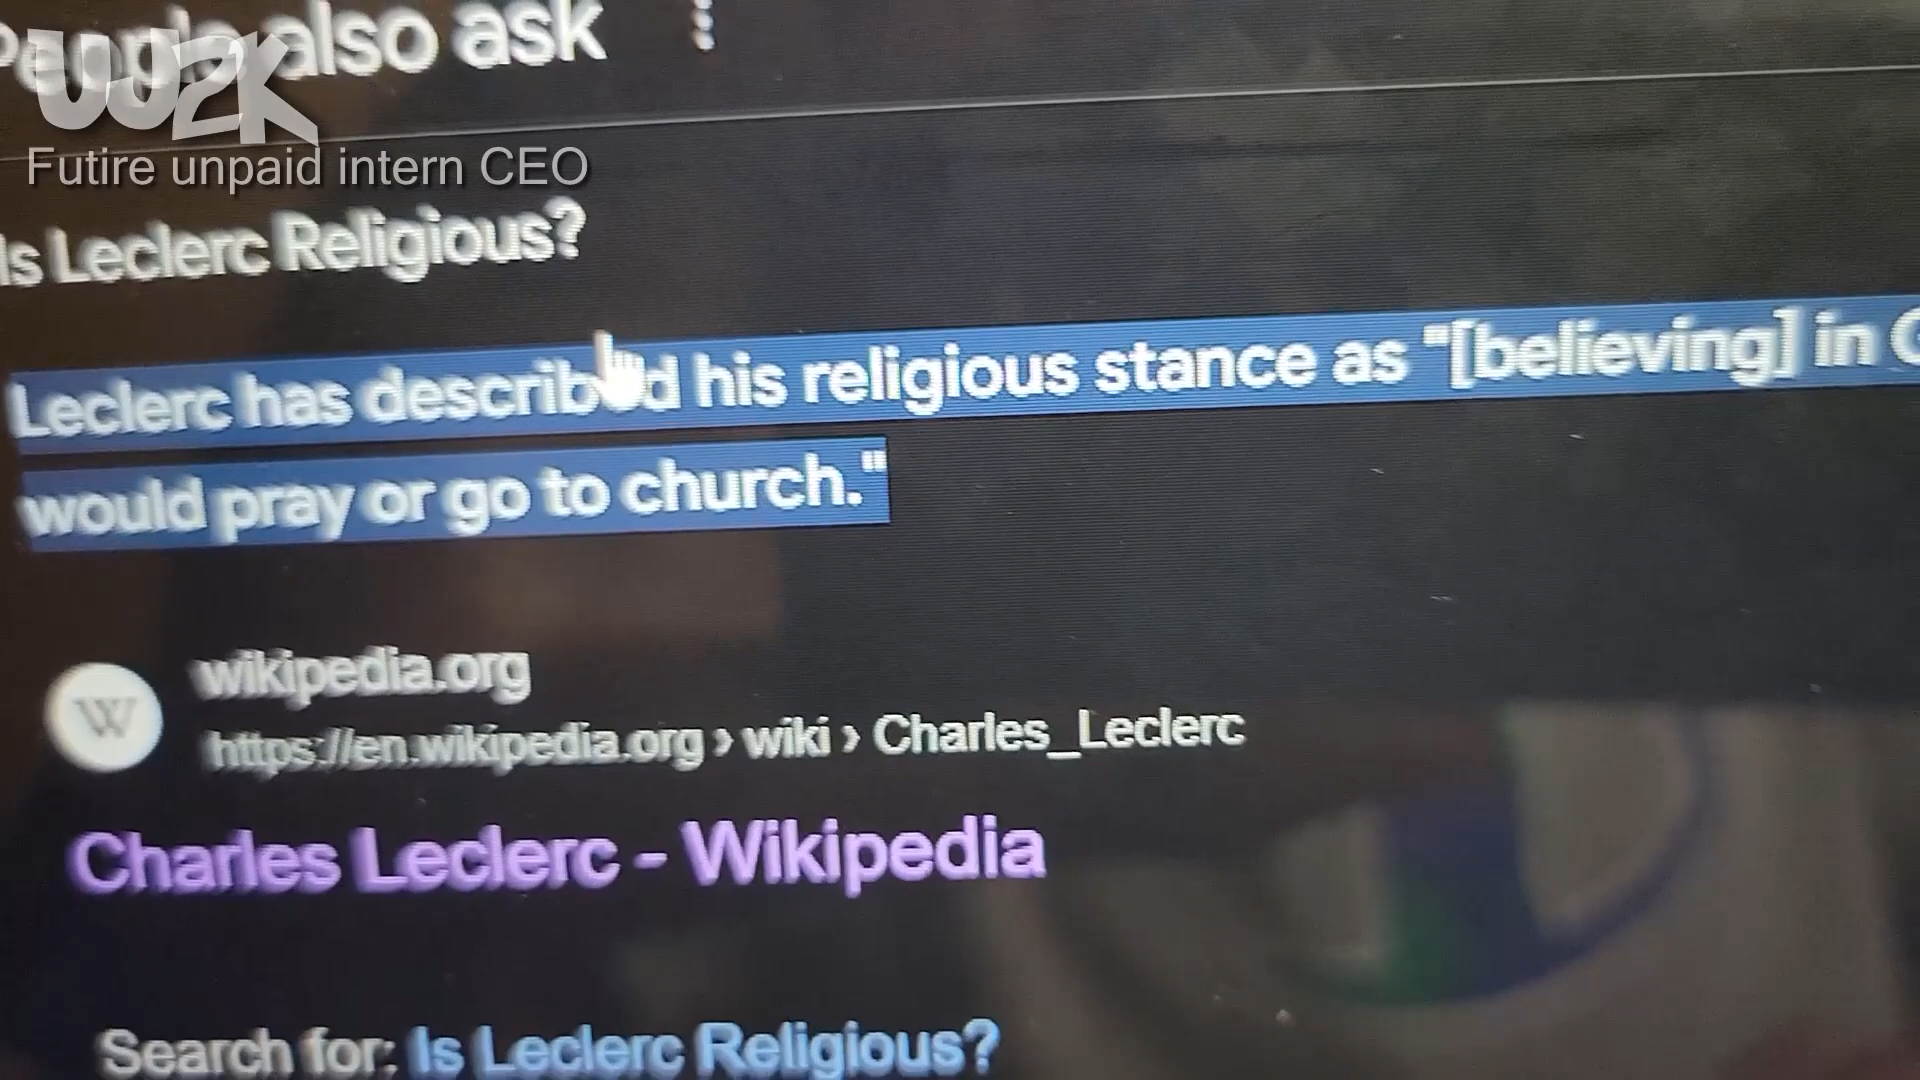 People also ask
UJ2K
Futire unpaid intern CEO
Is Leclerc Religious?
Leclerc has described his religious stance as "[believing] in
would pray or go to church."
W
wikipedia.org
https://en.wikipedia.org › wiki › Charles_Leclerc
Charles Leclerc - Wikipedia
Search for: Is Leclerc Religious?